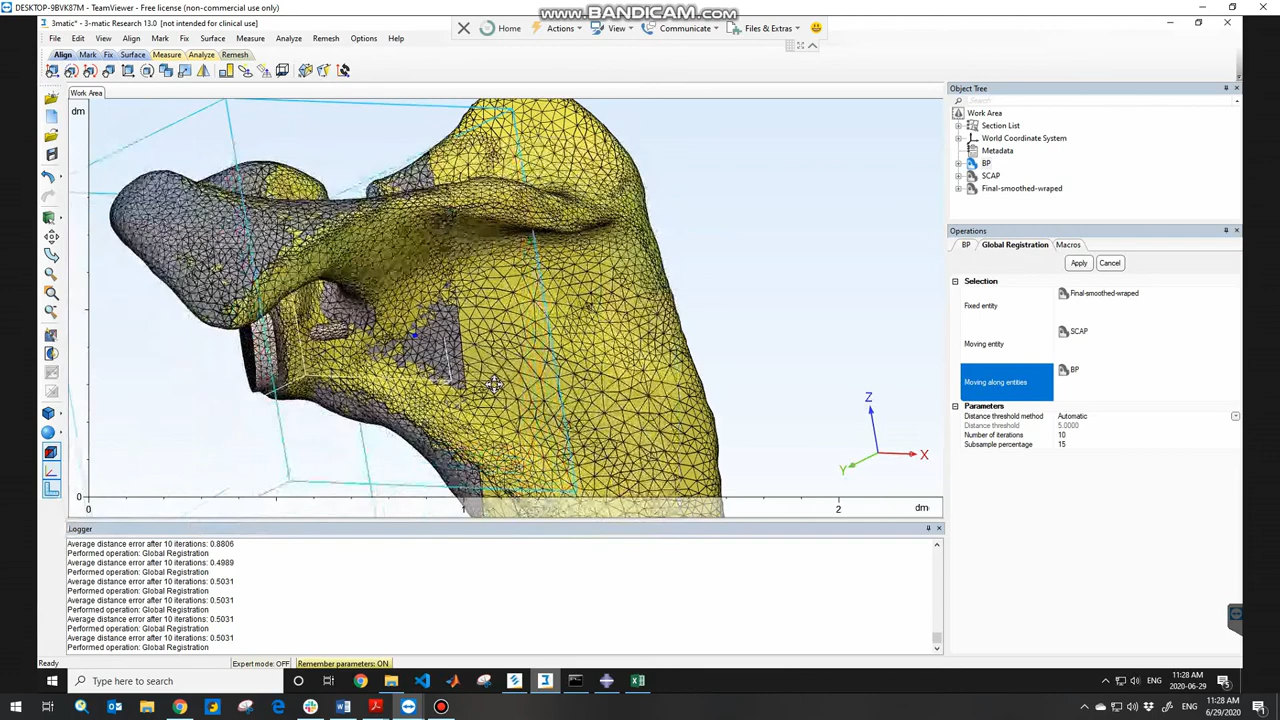 DESKTOP-9BVK87M - TeamViewer - Free license (non-commercial use only)
www.BANDICAM.com
3-matic* - 3-matic Research 13.0 [not intended for clinical use]
Home Actions View Communicate Files & Extras
File Edit View Align Mark Fix Surface Measure Analyze Remesh Options Help
Align Mark Fix Surface Measure Analyze Remesh
Work Area
dm
Z
X
Y
0
0
1
2
dm
Object Tree
Search
Work Area
Section List
World Coordinate System
Metadata
BP
SCAP
Final-smoothed-wraped
Operations
BP Global Registration Macros
Apply Cancel
Selection
Fixed entity Final-smoothed-wraped
Moving entity SCAP
Moving along entities BP
Parameters
Distance threshold method Automatic
Distance threshold 5.0000
Number of iterations 10
Subsample percentage 15
Logger
Average distance error after 10 iterations: 0.8806
Performed operation: Global Registration
Average distance error after 10 iterations: 0.4989
Performed operation: Global Registration
Average distance error after 10 iterations: 0.5031
Performed operation: Global Registration
Average distance error after 10 iterations: 0.5031
Performed operation: Global Registration
Average distance error after 10 iterations: 0.5031
Performed operation: Global Registration
Average distance error after 10 iterations: 0.5031
Performed operation: Global Registration
Ready
Expert mode: OFF Remember parameters: ON
Type here to search
ENG 11:28 AM
2020-06-29
ENG 11:28 AM
6/29/2020